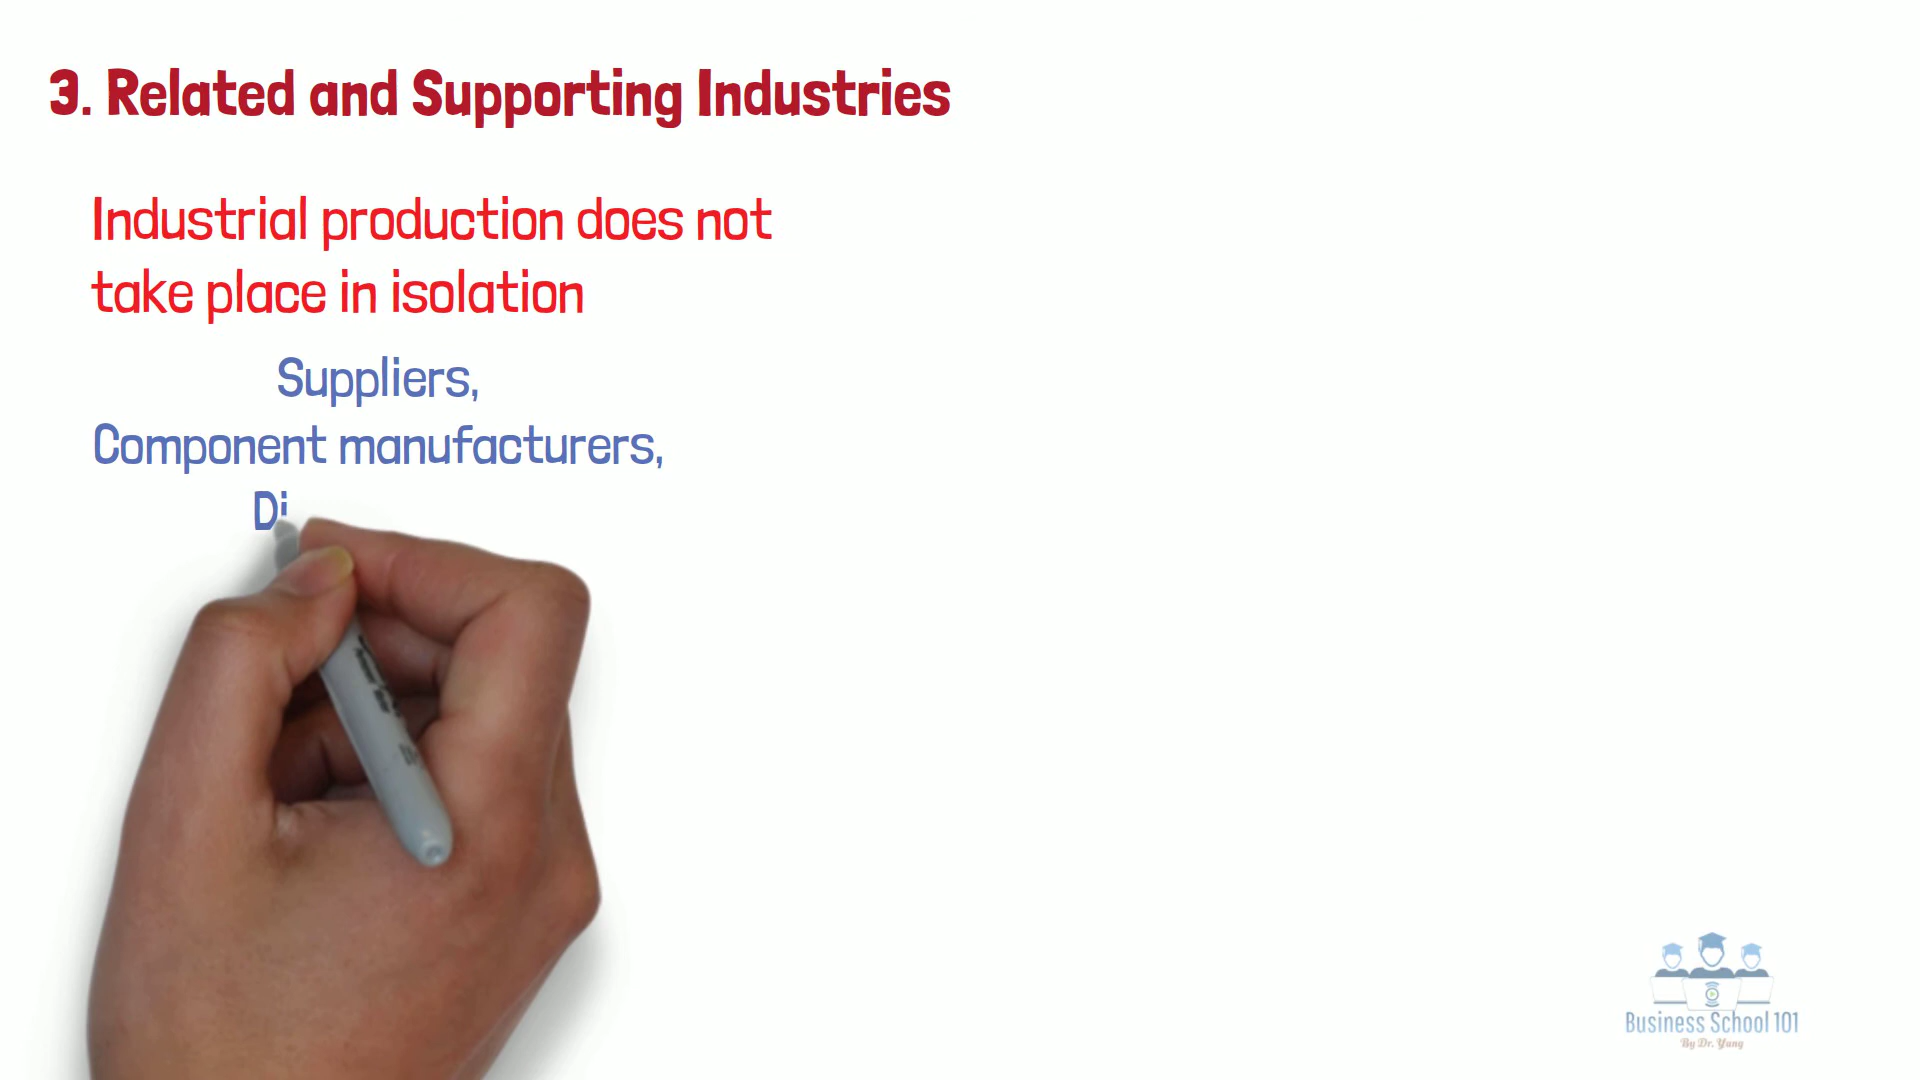 3. Related and Supporting Industries
Industrial production does not
take place in isolation
Suppliers,
Component manufacturers,
Di
Business School 101
By Dr. Yang